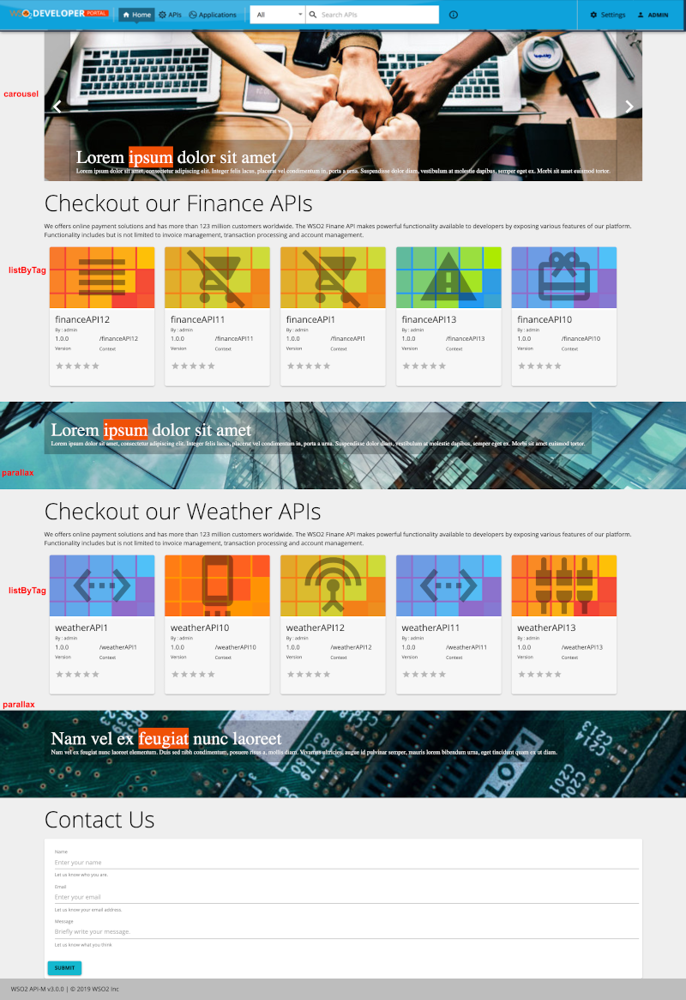 WSO2 DEVELOPER PORTAL Home APIs Applications All Search APIs Settings ADMIN
carousel
Lorem ipsum dolor sit amet
Lorem ipsum dolor sit amet, consectetur adipiscing elit. Integer felis lacus, placerat vel condimentum in, porta a urna. Suspendisse dolor diam, vestibulum at molestie dapibus, semper eget ex. Morbi sit amet euismod tortor.
Checkout our Finance APIs
We offers online payment solutions and has more than 123 million customers worldwide. The WSO2 Finane API makes powerful functionality available to developers by exposing various features of our platform.
Functionality includes but is not limited to invoice management, transaction processing and account management.
listByTag
financeAPI12 financeAPI11 financeAPI1 financeAPI13 financeAPI10
By : admin By : admin By : admin By : admin By : admin
1.0.0 /financeAPI12 1.0.0 /financeAPI11 1.0.0 /financeAPI1 1.0.0 /financeAPI13 1.0.0 /financeAPI10
Version Context Version Context Version Context Version Context Version Context
Lorem ipsum dolor sit amet
Lorem ipsum dolor sit amet, consectetur adipiscing elit. Integer felis lacus, placerat vel condimentum in, porta a urna. Suspendisse dolor diam, vestibulum at molestie dapibus, semper eget ex. Morbi sit amet euismod tortor.
parallax
Checkout our Weather APIs
We offers online payment solutions and has more than 123 million customers worldwide. The WSO2 Finane API makes powerful functionality available to developers by exposing various features of our platform.
Functionality includes but is not limited to invoice management, transaction processing and account management.
listByTag
weatherAPI1 weatherAPI10 weatherAPI12 weatherAPI11 weatherAPI13
By : admin By : admin By : admin By : admin By : admin
1.0.0 /weatherAPI1 1.0.0 /weatherAPI10 1.0.0 /weatherAPI12 1.0.0 /weatherAPI11 1.0.0 /weatherAPI13
Version Context Version Context Version Context Version Context Version Context
parallax
Nam vel ex feugiat nunc laoreet
Nam vel ex feugiat nunc laoreet elementum. Duis sed nibh condimentum, posuere risus a, mollis diam. Vivamus ultricies, augue id pulvinar semper, mauris lorem bibendum urna, eget tincidunt quam ex ut diam.
C213
C214
SLOT1
C219
C201
Contact Us
Name
Enter your name
Let us know who you are.
Email
Enter your email
Let us know your email address.
Message
Briefly write your message.
Let us know what you think
SUBMIT
WSO2 API-M v3.0.0 | © 2019 WSO2 Inc